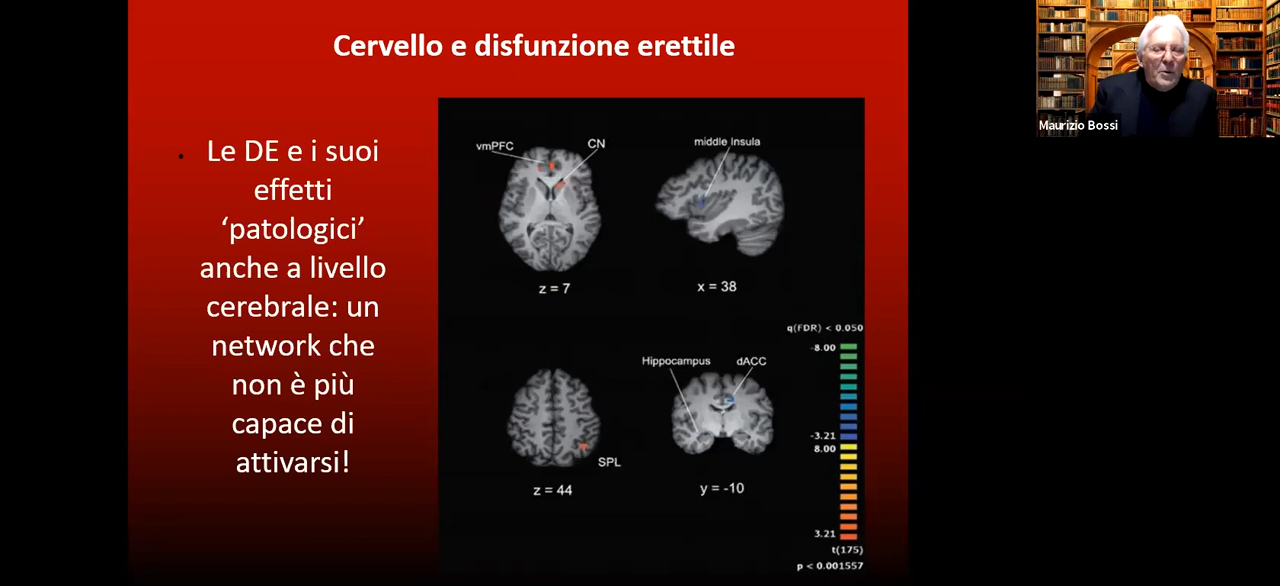 Cervello e disfunzione erettile
Le DE e i suoi
effetti
‘patologici’
anche a livello
cerebrale: un
network che
non è più
capace di
attivarsi!
vmPFC
CN
middle Insula
z = 7
x = 38
q(FDR) < 0.050
-8.00
Hippocampus
dACC
-3.21
8.00
SPL
z = 44
y = -10
3.21
t(175)
p < 0.001557
Maurizio Bossi